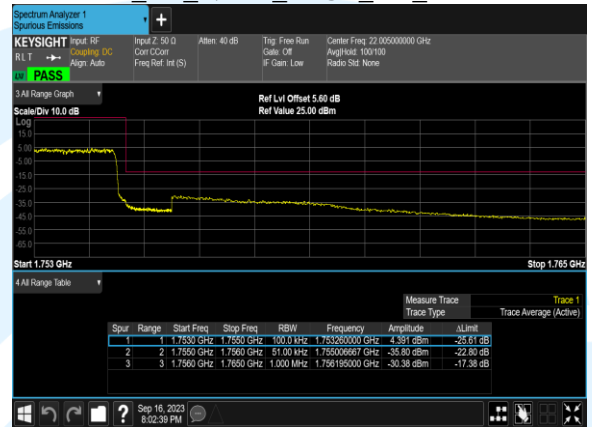 Spectrum Analyzer 1
Spurious Emissions
+
KEYSIGHT Input: RF Input Z: 50 Ω Atten: 40 dB Trig: Free Run Center Freq: 22.005000000 GHz
RLT Coupling: DC Corr CCorr Gate: Off Avg|Hold: 100/100
Align: Auto Freq Ref: Int (S) IF Gain: Low Radio Std: None
LW PASS
3 All Range Graph
Ref Lvl Offset 5.60 dB
Scale/Div 10.0 dB Ref Value 25.00 dBm
Log
15.0
5.00
-5.00
-15.0
-25.0
-35.0
-45.0
-55.0
-65.0
Start 1.753 GHz Stop 1.765 GHz
4 All Range Table
Measure Trace Trace 1
Trace Type Trace Average (Active)
Spur Range Start Freq Stop Freq RBW Frequency Amplitude ΔLimit
1 1 1.7530 GHz 1.7550 GHz 100.0 kHz 1.753260000 GHz 4.391 dBm -25.61 dB
2 2 1.7550 GHz 1.7560 GHz 51.00 kHz 1.755006667 GHz -35.80 dBm -22.80 dB
3 3 1.7560 GHz 1.7650 GHz 1.000 MHz 1.756195000 GHz -30.38 dBm -17.38 dB
? Sep 16, 2023
8:02:39 PM